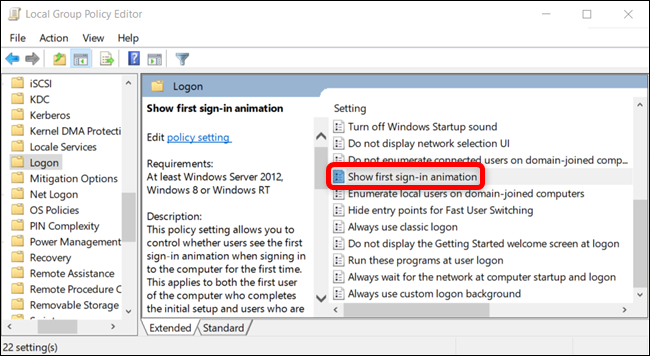 Local Group Policy Editor
File Action View Help
iSCSI
KDC
Kerberos
Kernel DMA Protecti
Locale Services
Logon
Mitigation Options
Net Logon
OS Policies
PIN Complexity
Power Management
Recovery
Remote Assistance
Remote Procedure C
Removable Storage
Logon
Show first sign-in animation
Edit policy setting
Requirements:
At least Windows Server 2012,
Windows 8 or Windows RT
Description:
This policy setting allows you to
control whether users see the first
sign-in animation when signing in
to the computer for the first time.
This applies to both the first user
of the computer who completes
the initial setup and users who are
Setting
Turn off Windows Startup sound
Do not display network selection UI
Do not enumerate connected users on domain-joined comp...
Show first sign-in animation
Enumerate local users on domain-joined computers
Hide entry points for Fast User Switching
Always use classic logon
Do not display the Getting Started welcome screen at logon
Run these programs at user logon
Always wait for the network at computer startup and logon
Always use custom logon background
Extended Standard
22 setting(s)